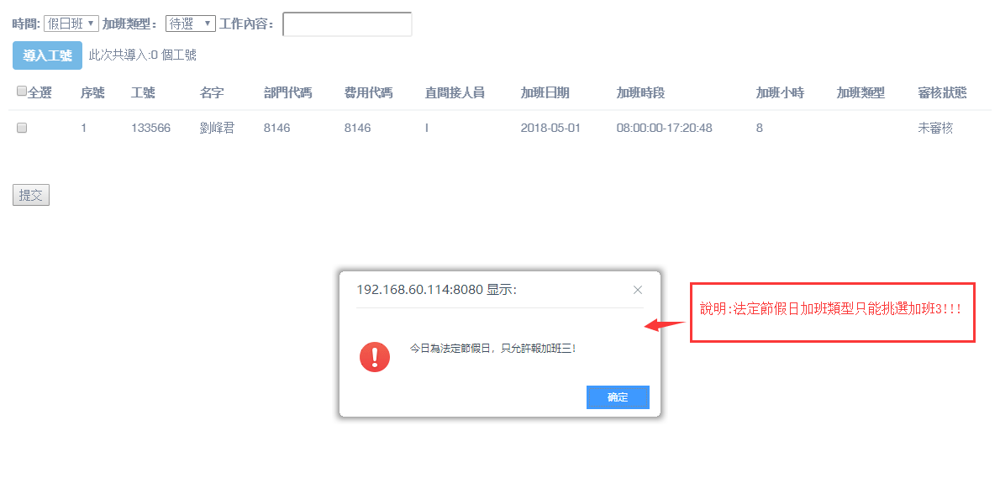 時間: 假日班 加班類型： 待選 工作內容：
導入工號 此次共導入:0 個工號
全選 序號 工號 名字 部門代碼 費用代碼 直間接人員 加班日期 加班時段 加班小時 加班類型 審核狀態
1 133566 劉峰君 8146 8146 I 2018-05-01 08:00:00-17:20:48 8 未審核
提交
192.168.60.114:8080 显示:
今日為法定節假日，只允許報加班三!
确定
說明:法定節假日加班類型只能挑選加班3!!!